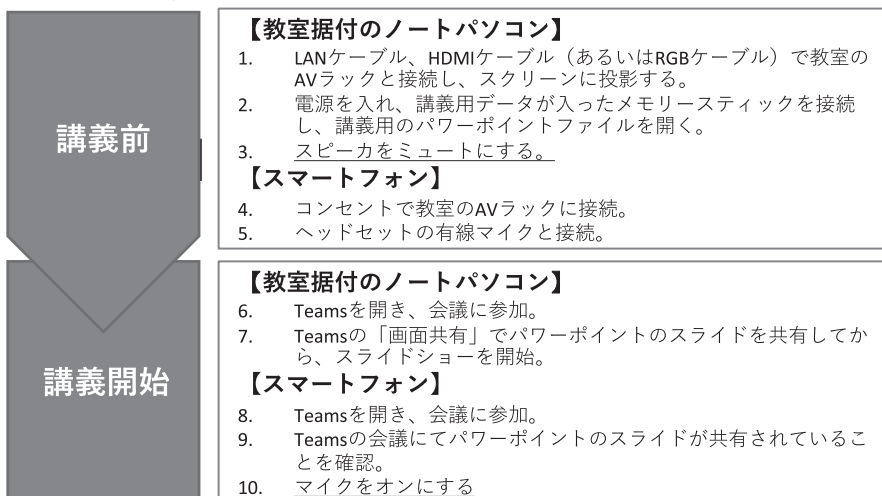 講義前
【教室据付のノートパソコン】
1. LANケーブル、HDMIケーブル（あるいはRGBケーブル）で教室の
AVラックと接続し、スクリーンに投影する。
2. 電源を入れ、講義用データが入ったメモリースティックを接続
し、講義用のパワーポイントファイルを開く。
3. スピーカをミュートにする。
【スマートフォン】
4. コンセントで教室のAVラックに接続。
5. ヘッドセットの有線マイクと接続。
講義開始
【教室据付のノートパソコン】
6. Teamsを開き、会議に参加。
7. Teamsの「画面共有」でパワーポイントのスライドを共有してか
ら、スライドショーを開始。
【スマートフォン】
8. Teamsを開き、会議に参加。
9. Teamsの会議にてパワーポイントのスライドが共有されているこ
とを確認。
10. マイクをオンにする